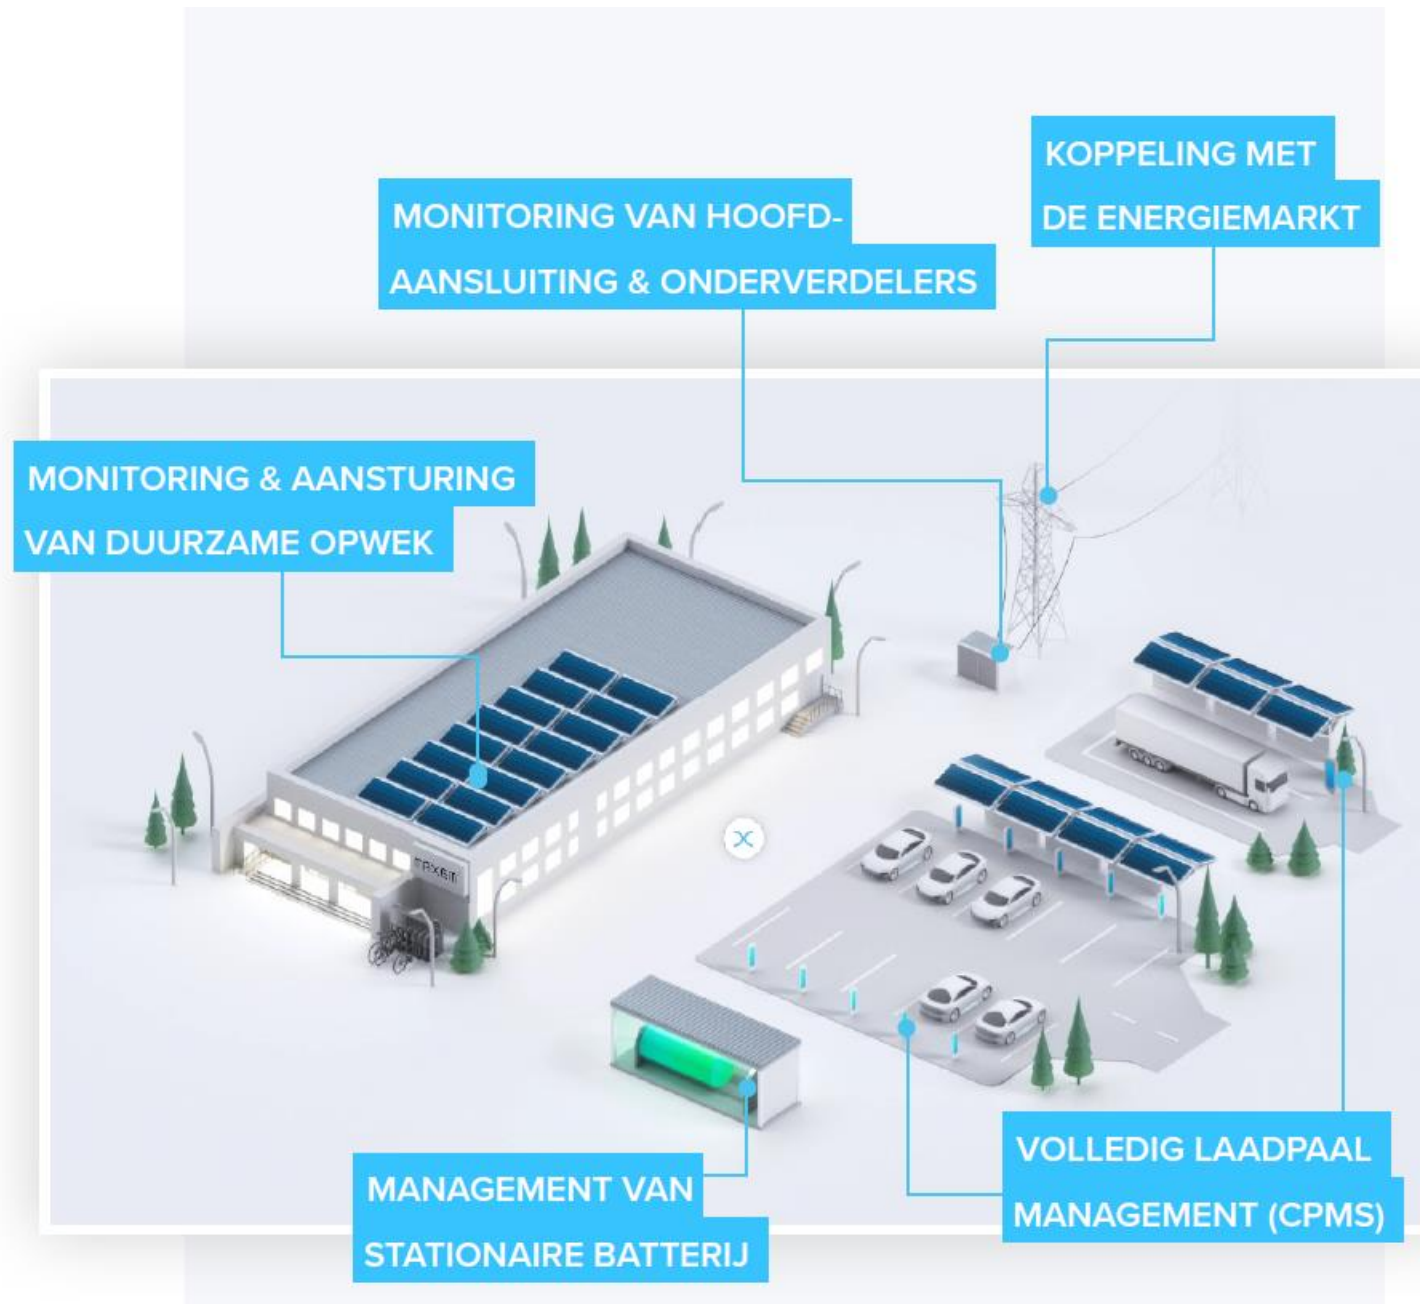 KOPPELING MET
DE ENERGIEMARKT
MONITORING VAN HOOFD-
AANSLUITING & ONDERVERDELERS
MONITORING & AANSTURING
VAN DUURZAME OPWEK
maxem
VOLLEDIG LAADPAAL
MANAGEMENT (CPMS)
MANAGEMENT VAN
STATIONAIRE BATTERIJ